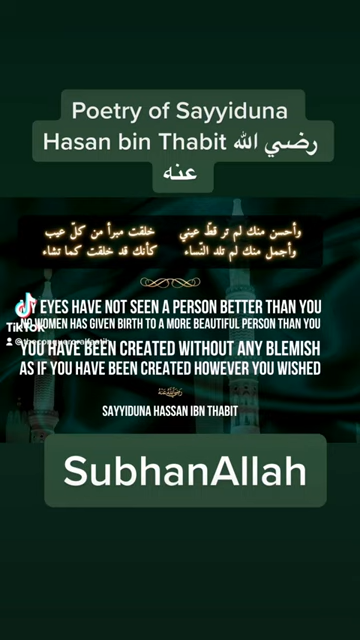 Poetry of Sayyiduna
Hasan bin Thabit رضي الله
عنه
وأحسن منك لم تر قطّ عيني خلقت مبرأ من كلّ عيب
وأجمل منك لم تلد النّساء كأنك قد خلقت كما تشاء
Y EYES HAVE NOT SEEN A PERSON BETTER THAN YOU
NO WOMEN HAS GIVEN BIRTH TO A MORE BEAUTIFUL PERSON THAN YOU
TikTok
YOU HAVE BEEN CREATED WITHOUT ANY BLEMISH
AS IF YOU HAVE BEEN CREATED HOWEVER YOU WISHED
SAYYIDUNA HASSAN IBN THABIT
SubhanAllah